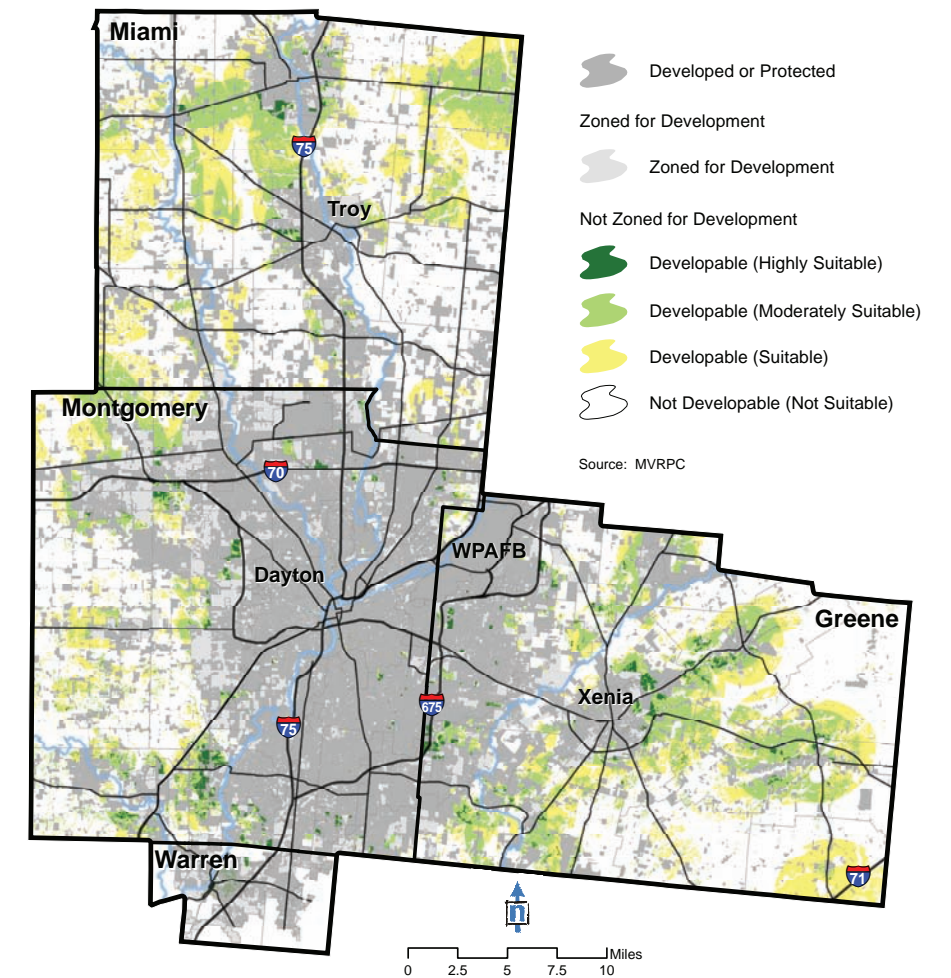 Miami
75
Troy
Montgomery
70
Dayton
WPAFB
Greene
Xenia
675
75
Warren
71
n
Miles
0 2.5 5 7.5 10
Developed or Protected
Zoned for Development
Zoned for Development
Not Zoned for Development
Developable (Highly Suitable)
Developable (Moderately Suitable)
Developable (Suitable)
Not Developable (Not Suitable)
Source: MVRPC